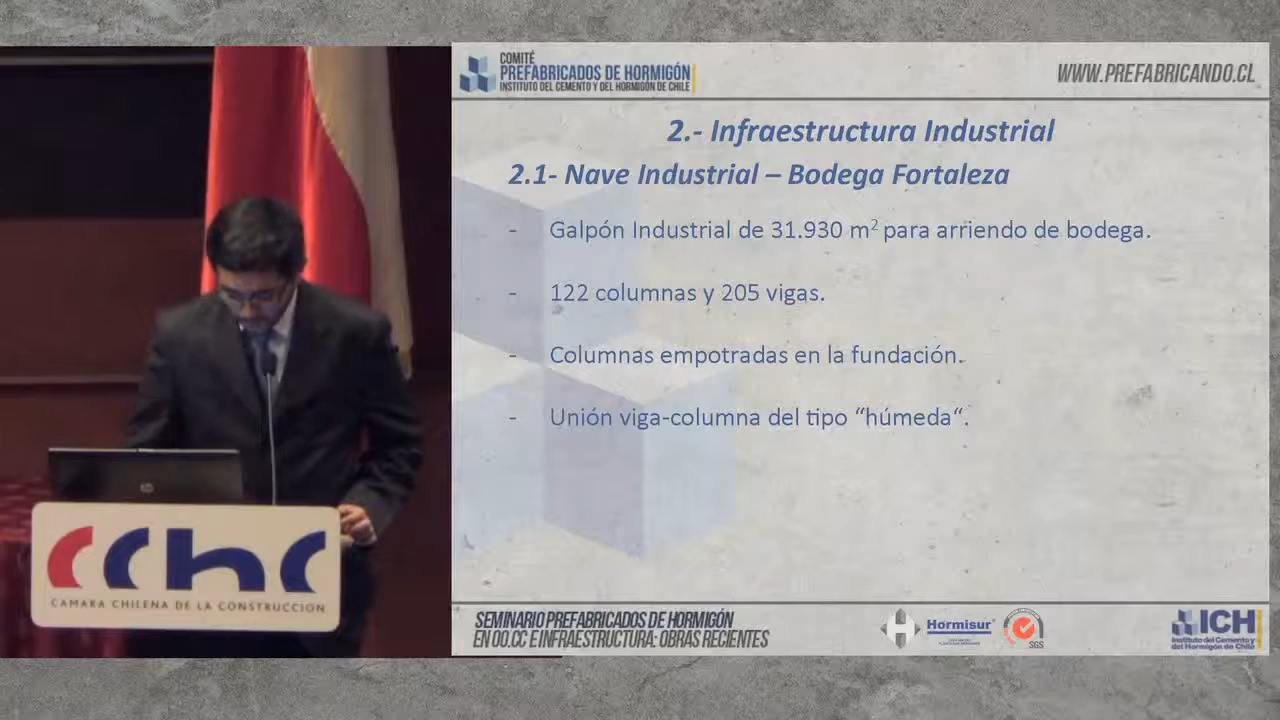 COMITÉ
PREFABRICADOS DE HORMIGÓN
INSTITUTO DEL CEMENTO Y DEL HORMIGÓN DE CHILE
WWW.PREFABRICANDO.CL
2.- Infraestructura Industrial
2.1- Nave Industrial – Bodega Fortaleza
- Galpón Industrial de 31.930 m² para arriendo de bodega.
- 122 columnas y 205 vigas.
- Columnas empotradas en la fundación.
- Unión viga-columna del tipo “húmeda“.
hp
CChC
CAMARA CHILENA DE LA CONSTRUCCION
SEMINARIO PREFABRICADOS DE HORMIGÓN
EN OO.CC E INFRAESTRUCTURA: OBRAS RECIENTES
H
Hormisur
SGS
ICH
Instituto del Cemento y
del Hormigón de Chile